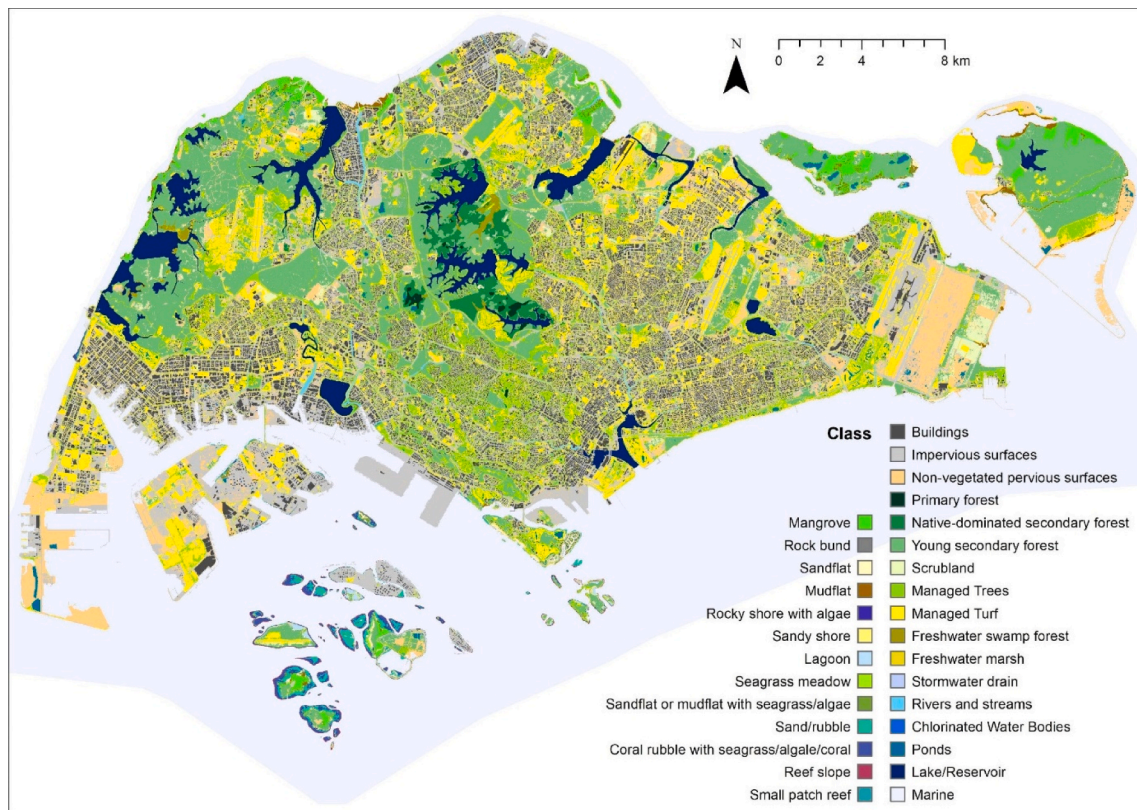 N
0 2 4 8 km
Class
Buildings
Impervious surfaces
Non-vegetated pervious surfaces
Primary forest
Mangrove
Native-dominated secondary forest
Rock bund
Young secondary forest
Sandflat
Scrubland
Mudflat
Managed Trees
Rocky shore with algae
Managed Turf
Sandy shore
Freshwater swamp forest
Lagoon
Freshwater marsh
Seagrass meadow
Stormwater drain
Sandflat or mudflat with seagrass/algae
Rivers and streams
Sand/rubble
Chlorinated Water Bodies
Coral rubble with seagrass/algale/coral
Ponds
Reef slope
Lake/Reservoir
Small patch reef
Marine